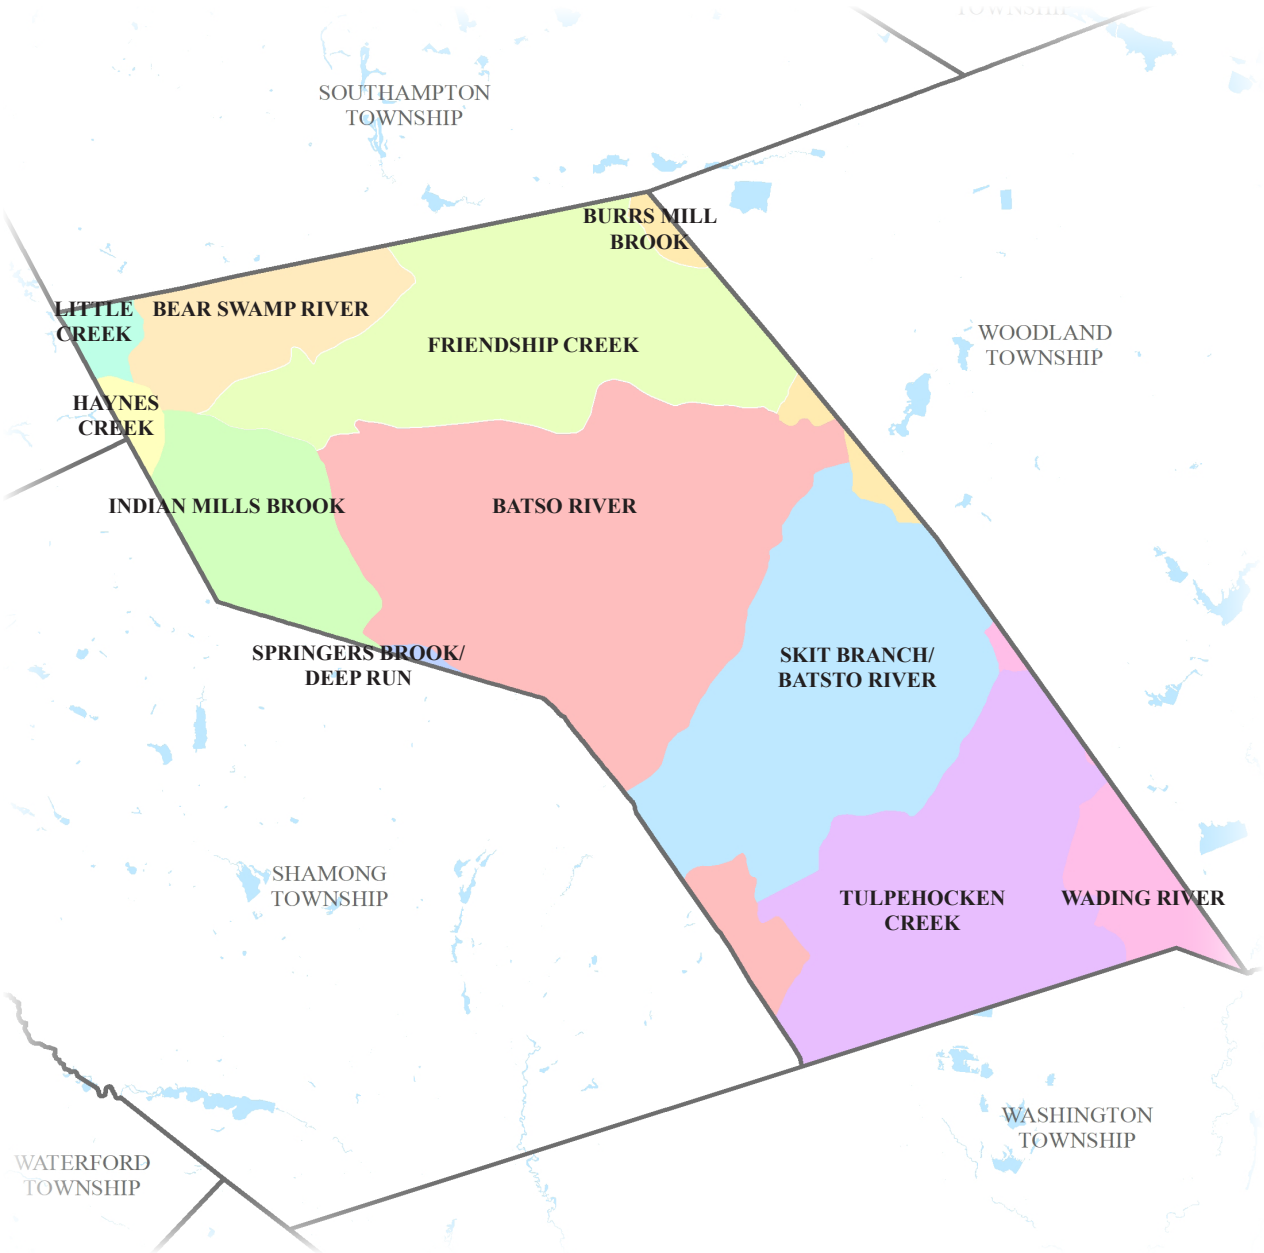 TOWNSHIP
SOUTHAMPTON
TOWNSHIP
BURRS MILL
BROOK
LITTLE
CREEK
BEAR SWAMP RIVER
FRIENDSHIP CREEK
WOODLAND
TOWNSHIP
HAYNES
CREEK
INDIAN MILLS BROOK
BATSO RIVER
SPRINGERS BROOK/
DEEP RUN
SKIT BRANCH/
BATSTO RIVER
SHAMONG
TOWNSHIP
TULPEHOCKEN
CREEK
WADING RIVER
WASHINGTON
TOWNSHIP
WATERFORD
TOWNSHIP